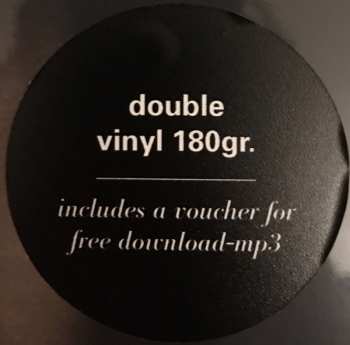 double
vinyl 180gr.
includes a voucher for
free download-mp3